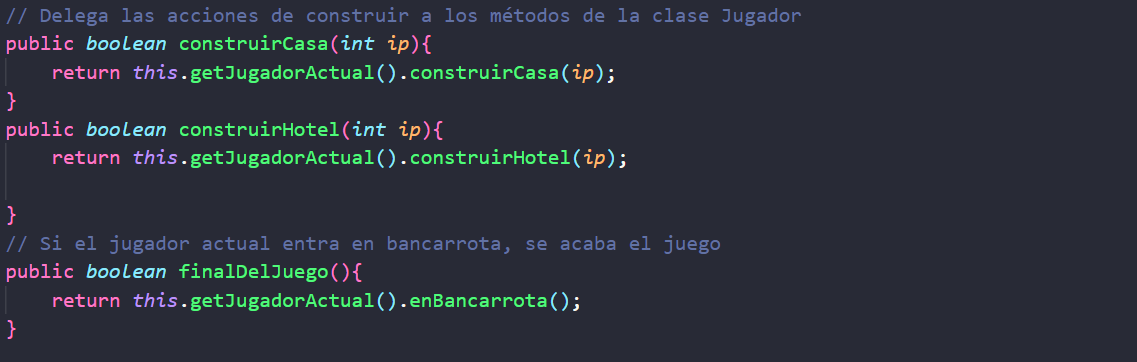 // Delega las acciones de construir a los métodos de la clase Jugador
public boolean construirCasa(int ip){
    return this.getJugadorActual().construirCasa(ip);
}
public boolean construirHotel(int ip){
    return this.getJugadorActual().construirHotel(ip);
}
// Si el jugador actual entra en bancarrota, se acaba el juego
public boolean finalDelJuego(){
    return this.getJugadorActual().enBancarrota();
}